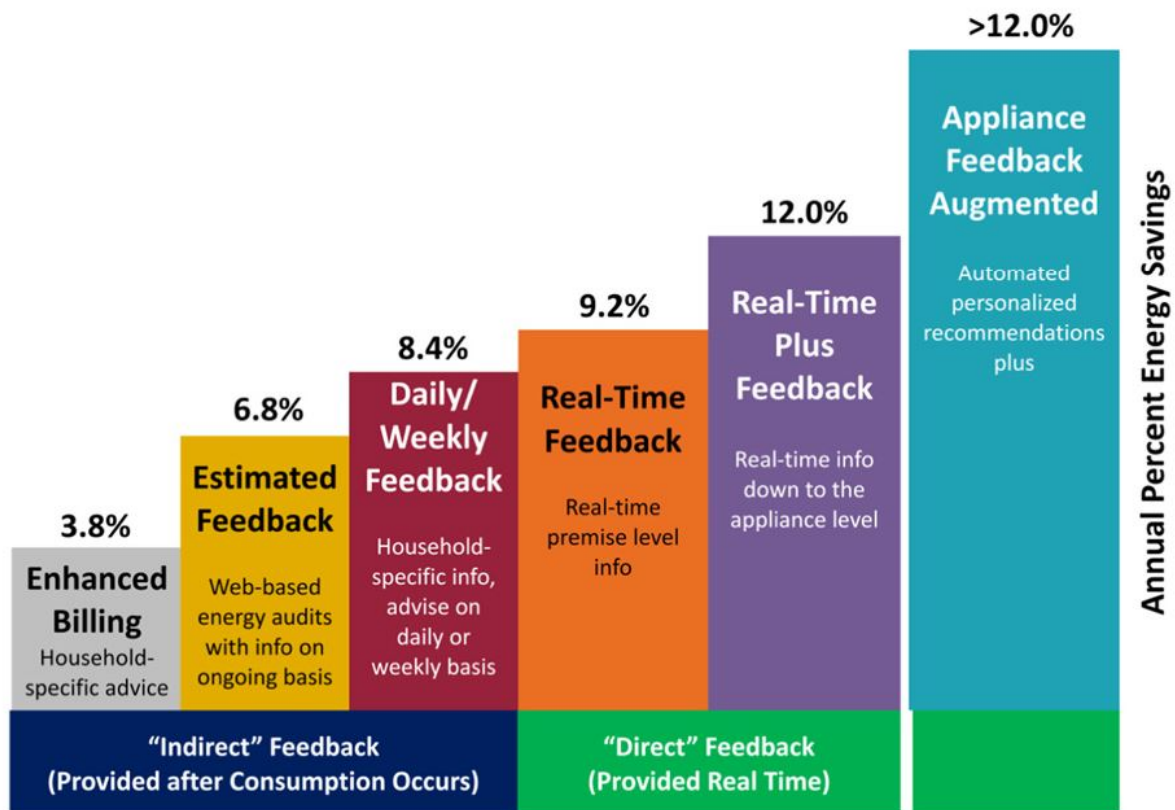 3.8%
Enhanced
Billing
Household-
specific advice
6.8%
Estimated
Feedback
Web-based
energy audits
with info on
ongoing basis
8.4%
Daily/
Weekly
Feedback
Household-
specific info,
advise on
daily or
weekly basis
9.2%
Real-Time
Feedback
Real-time
premise level
info
12.0%
Real-Time
Plus
Feedback
Real-time info
down to the
appliance level
>12.0%
Appliance
Feedback
Augmented
Automated
personalized
recommendations
plus
Annual Percent Energy Savings
“Indirect” Feedback
(Provided after Consumption Occurs)
“Direct” Feedback
(Provided Real Time)